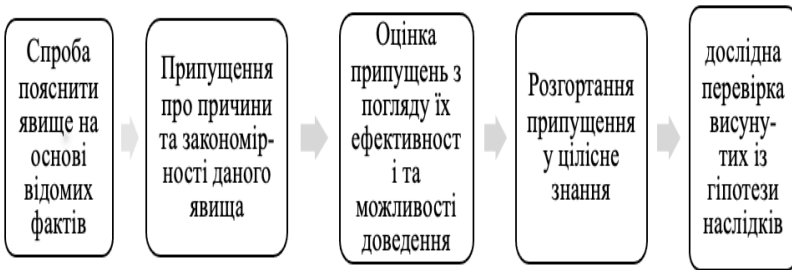 Спроба
пояснити
явище на
основі
відомих
фактів
Припущення
про причини
та закономір-
ності даного
явища
Оцінка
припущень з
погляду їх
ефективност
і та
можливості
доведення
Розгортання
припущення
у цілісне
знання
дослідна
перевірка
висуну-
тих із
гіпотези
наслідків